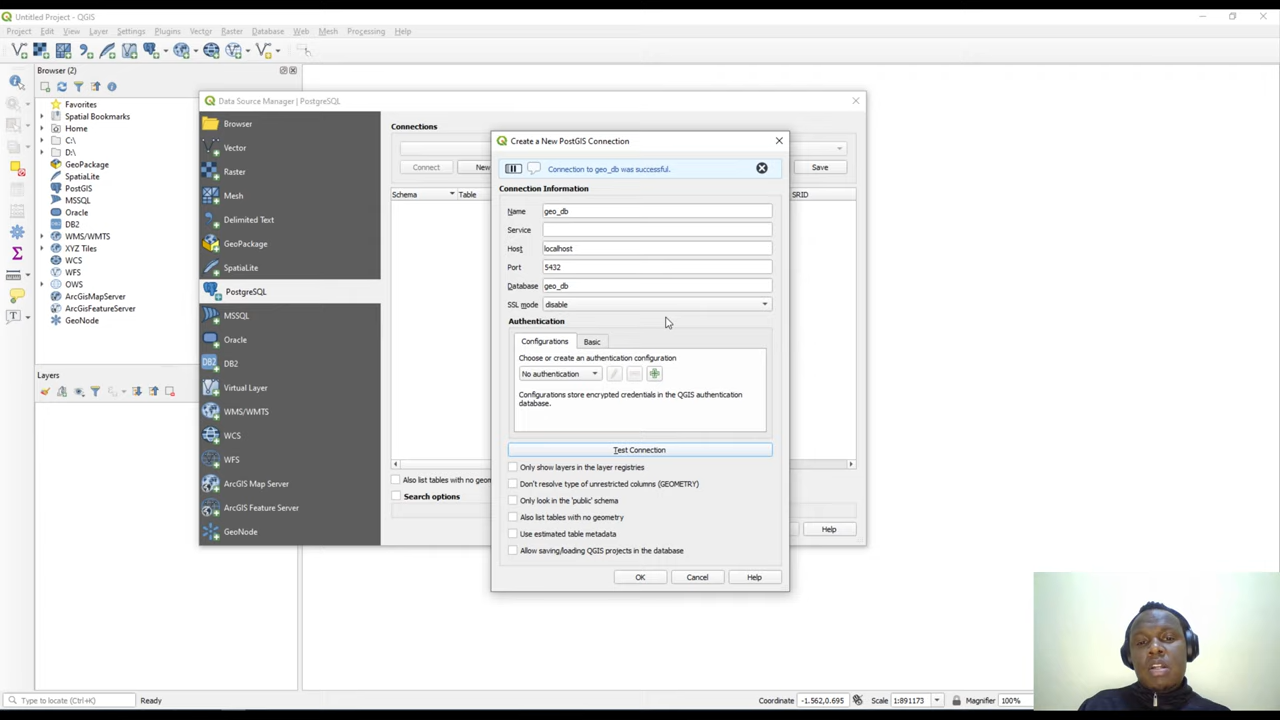 Untitled Project - QGIS
Project Edit View Layer Settings Plugins Vector Raster Database Web Mesh Processing Help
Browser (2)
Favorites
Spatial Bookmarks
Home
C:\
D:\
GeoPackage
SpatiaLite
PostGIS
MSSQL
Oracle
DB2
WMS/WMTS
XYZ Tiles
WCS
WFS
OWS
ArcGisMapServer
ArcGisFeatureServer
GeoNode
Layers
Data Source Manager | PostgreSQL
Browser
Vector
Raster
Mesh
Delimited Text
GeoPackage
SpatiaLite
PostgreSQL
MSSQL
Oracle
DB2
Virtual Layer
WMS/WMTS
WCS
WFS
ArcGIS Map Server
ArcGIS Feature Server
GeoNode
Connections
Connect New Save
Schema Table SRID
Also list tables with no geom
Search options
Help
Create a New PostGIS Connection
Connection to geo_db was successful.
Connection Information
Name geo_db
Service
Host localhost
Port 5432
Database geo_db
SSL mode disable
Authentication
Configurations Basic
Choose or create an authentication configuration
No authentication
Configurations store encrypted credentials in the QGIS authentication
database.
Test Connection
Only show layers in the layer registries
Don't resolve type of unrestricted columns (GEOMETRY)
Only look in the 'public' schema
Also list tables with no geometry
Use estimated table metadata
Allow saving/loading QGIS projects in the database
OK Cancel Help
Type to locate (Ctrl+K) Ready Coordinate -1.562,0.695 Scale 1:891173 Magnifier 100%